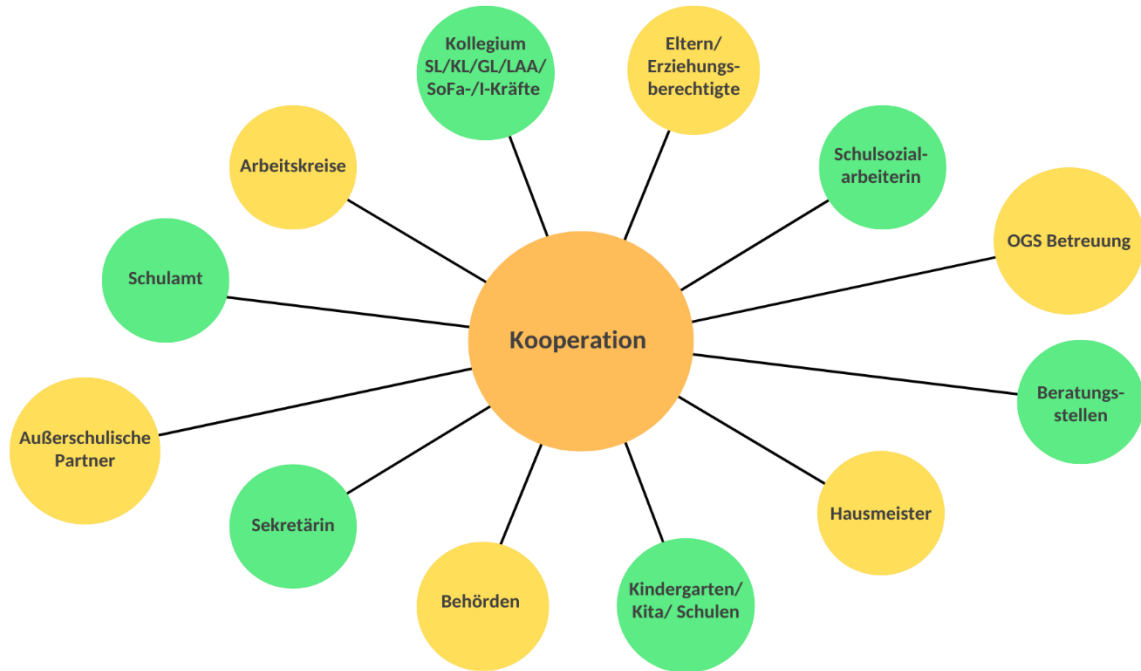 Kollegium
SL/KL/GL/LAA/
SoFa-/I-Kräfte
Eltern/
Erziehungs-
berechtigte
Arbeitskreise
Schulsozial-
arbeiterin
OGS Betreuung
Schulamt
Kooperation
Beratungs-
stellen
Außerschulische
Partner
Hausmeister
Sekretärin
Behörden
Kindergarten/
Kita/ Schulen